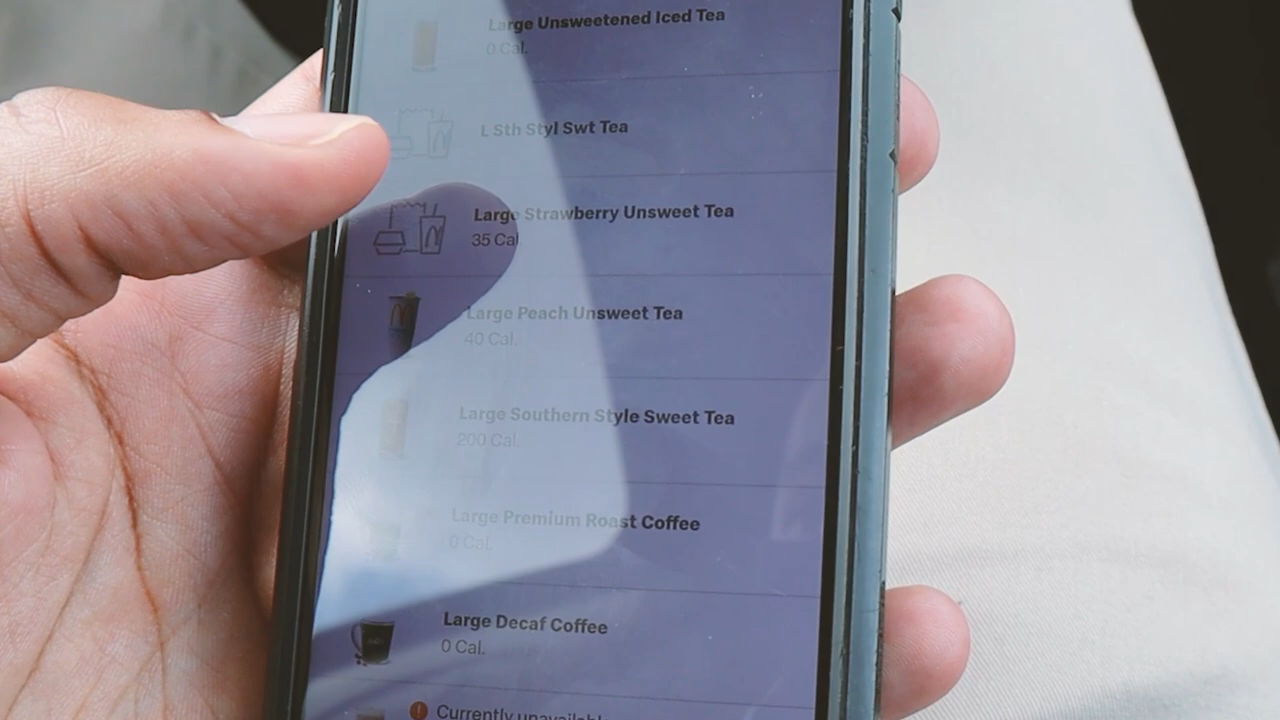 Large Unsweetened Iced Tea
0 Cal.
L Sth Styl Swt Tea
Large Strawberry Unsweet Tea
35 Cal
Large Peach Unsweet Tea
40 Cal.
Large Southern Style Sweet Tea
200 Cal.
Large Premium Roast Coffee
0 Cal.
Large Decaf Coffee
0 Cal.
Currently